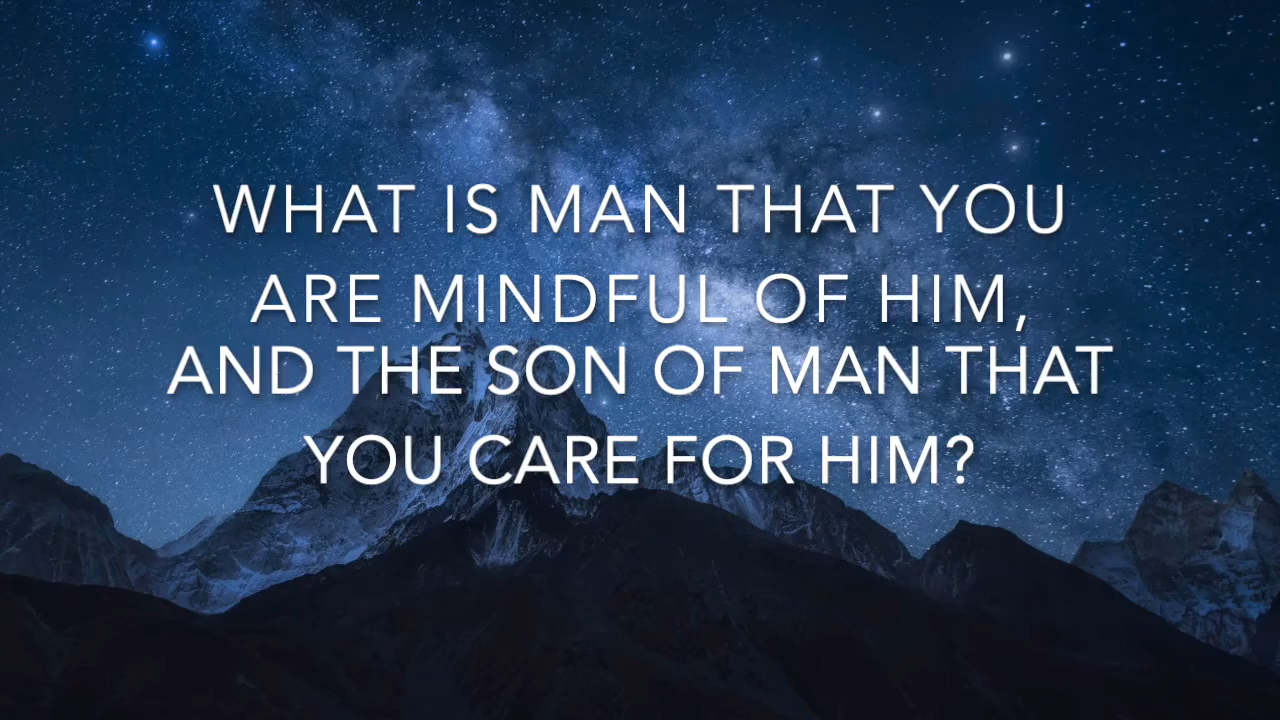 WHAT IS MAN THAT YOU
ARE MINDFUL OF HIM,
AND THE SON OF MAN THAT
YOU CARE FOR HIM?